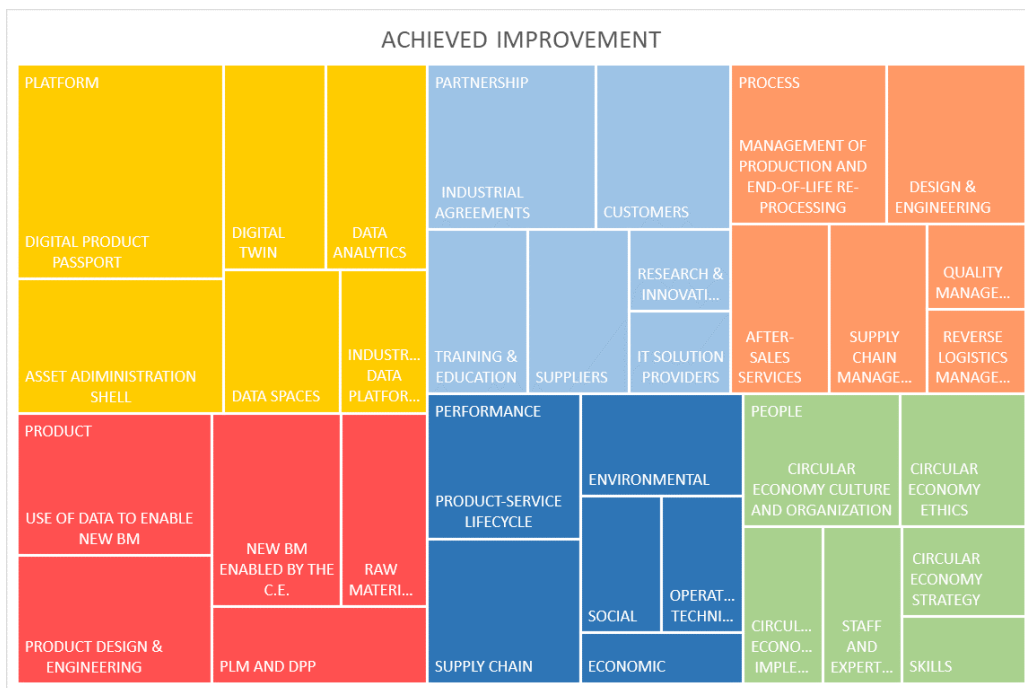 ACHIEVED IMPROVEMENT
PLATFORM
DIGITAL PRODUCT
PASSPORT
DIGITAL
TWIN
DATA
ANALYTICS
ASSET ADIMINISTRATION
SHELL
DATA SPACES
INDUSTR...
DATA
PLATFOR...
PARTNERSHIP
INDUSTRIAL
AGREEMENTS
CUSTOMERS
TRAINING &
EDUCATION
SUPPLIERS
RESEARCH &
INNOVATI...
IT SOLUTION
PROVIDERS
PROCESS
MANAGEMENT OF
PRODUCTION AND
END-OF-LIFE RE-
PROCESSING
DESIGN &
ENGINEERING
AFTER-
SALES
SERVICES
SUPPLY
CHAIN
MANAGE...
QUALITY
MANAGE...
REVERSE
LOGISTICS
MANAGE...
PRODUCT
USE OF DATA TO ENABLE
NEW BM
NEW BM
ENABLED BY THE
C.E.
RAW
MATERI...
PRODUCT DESIGN &
ENGINEERING
PLM AND DPP
PERFORMANCE
PRODUCT-SERVICE
LIFECYCLE
ENVIRONMENTAL
SUPPLY CHAIN
SOCIAL
OPERAT...
TECHNI...
ECONOMIC
PEOPLE
CIRCULAR
ECONOMY CULTURE
AND ORGANIZATION
CIRCULAR
ECONOMY
ETHICS
CIRCUL...
ECONO...
IMPLE...
STAFF
AND
EXPERT...
CIRCULAR
ECONOMY
STRATEGY
SKILLS